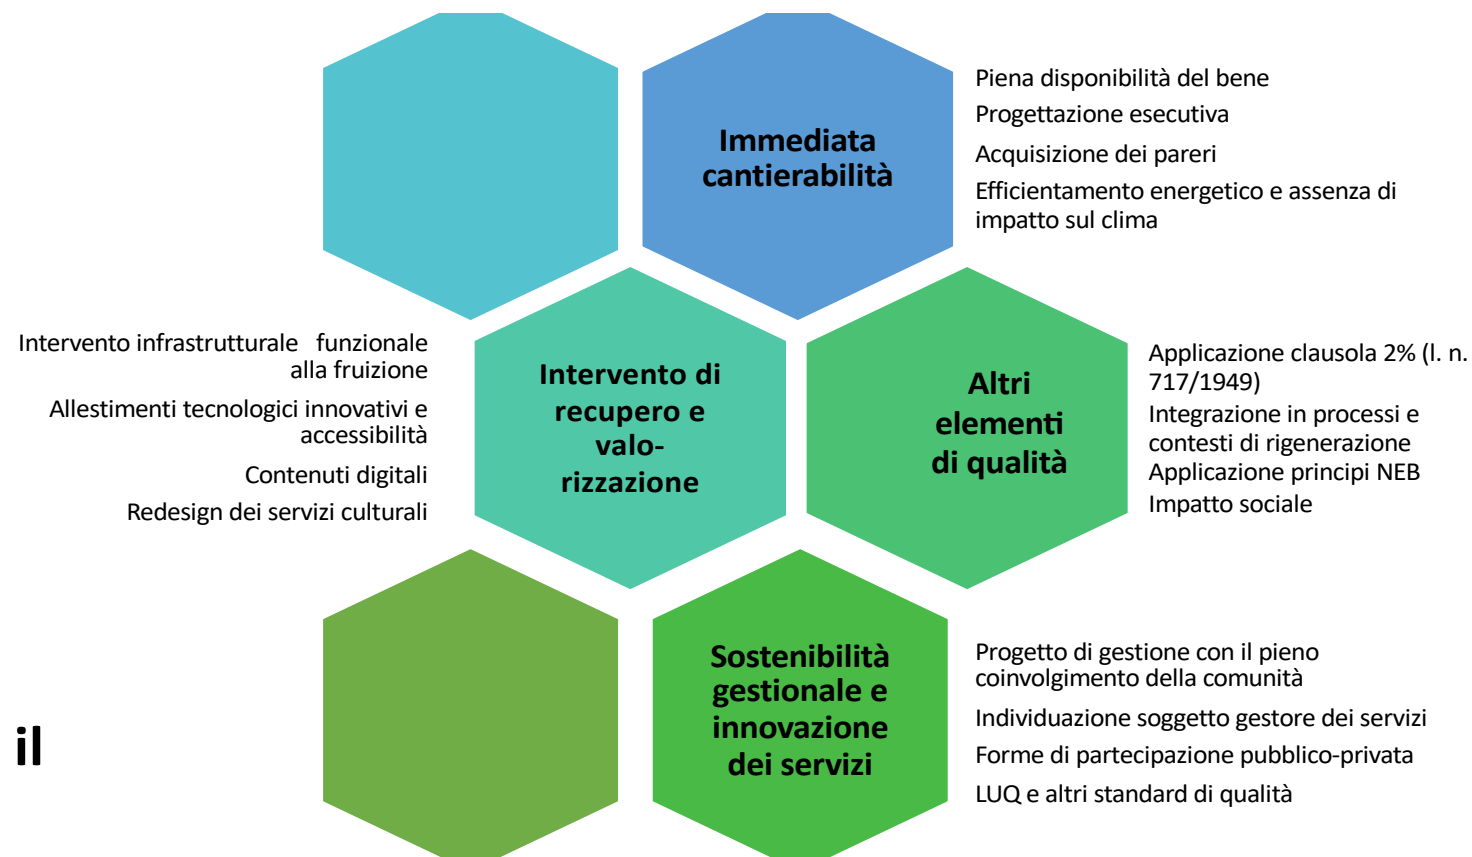 Immediata
cantierabilità
Piena disponibilità del bene
Progettazione esecutiva
Acquisizione dei pareri
Efficientamento energetico e assenza di
impatto sul clima
Intervento infrastrutturale funzionale
alla fruizione
Allestimenti tecnologici innovativi e
accessibilità
Contenuti digitali
Redesign dei servizi culturali
Intervento di
recupero e
valo-
rizzazione
Altri
elementi
di qualità
Applicazione clausola 2% (l. n.
717/1949)
Integrazione in processi e
contesti di rigenerazione
Applicazione principi NEB
Impatto sociale
Sostenibilità
gestionale e
innovazione
dei servizi
Progetto di gestione con il pieno
coinvolgimento della comunità
Individuazione soggetto gestore dei servizi
Forme di partecipazione pubblico-privata
LUQ e altri standard di qualità
il